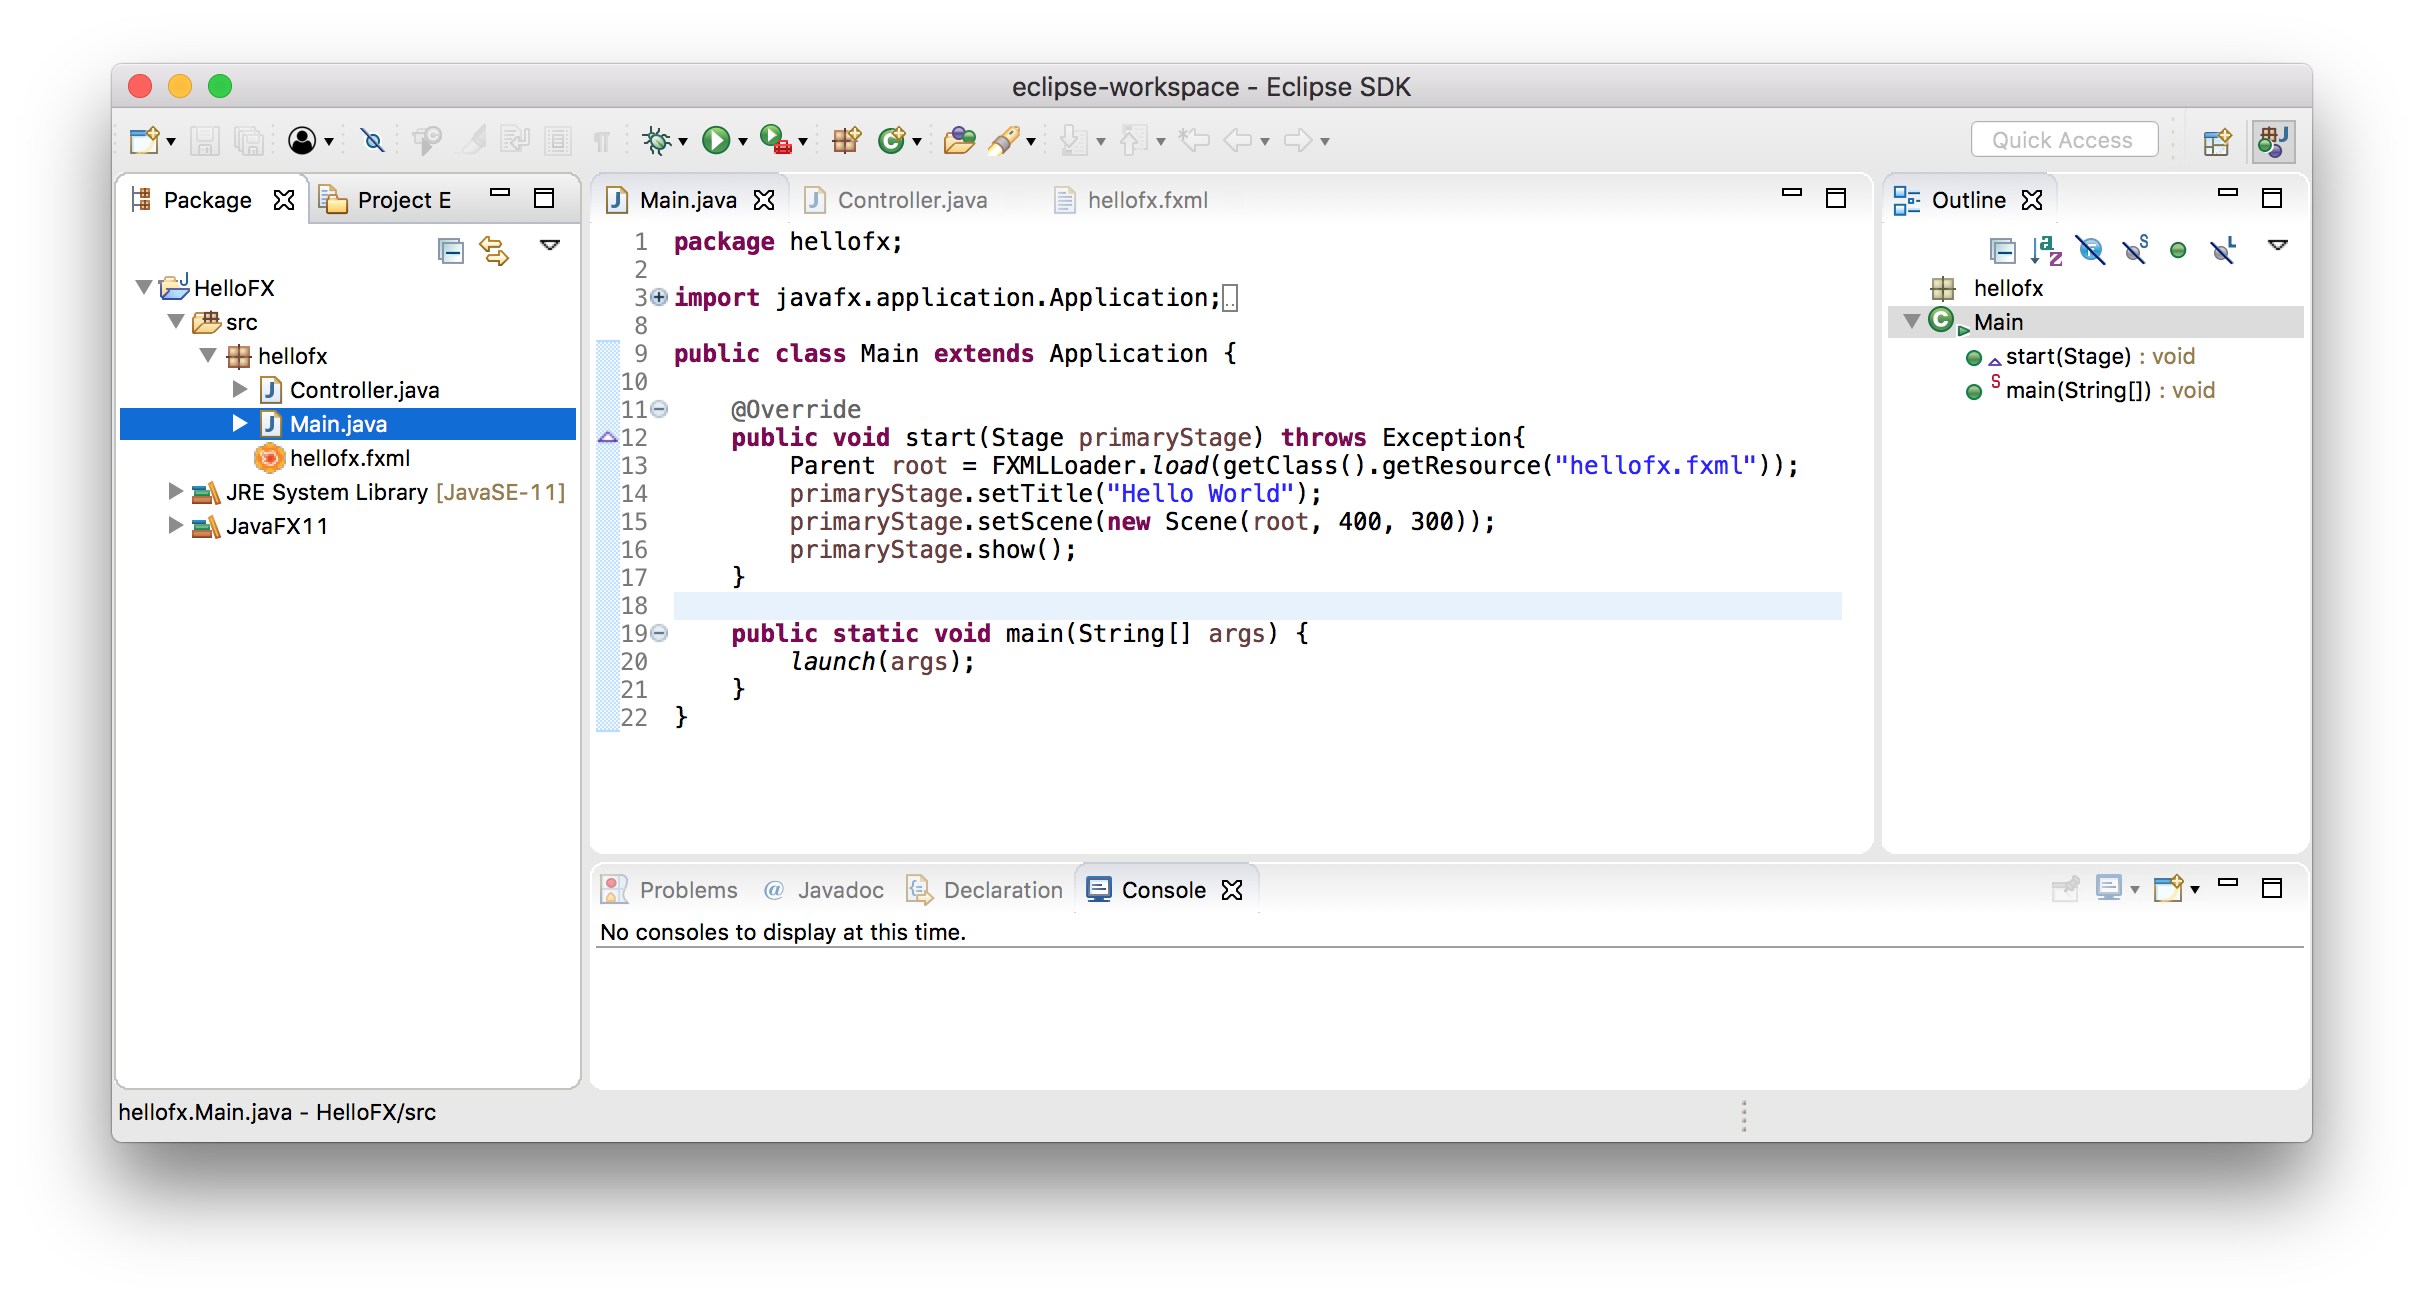 eclipse-workspace - Eclipse SDK
Quick Access
Package
Project E
HelloFX
src
hellofx
Controller.java
Main.java
hellofx.fxml
JRE System Library [JavaSE-11]
JavaFX11
Main.java
Controller.java
hellofx.fxml
1 package hellofx;
2
3 import javafx.application.Application;
8
9 public class Main extends Application {
10
11 @Override
12 public void start(Stage primaryStage) throws Exception{
13 Parent root = FXMLLoader.load(getClass().getResource("hellofx.fxml"));
14 primaryStage.setTitle("Hello World");
15 primaryStage.setScene(new Scene(root, 400, 300));
16 primaryStage.show();
17 }
18
19 public static void main(String[] args) {
20 launch(args);
21 }
22 }
Outline
hellofx
Main
start(Stage) : void
main(String[]) : void
Problems
@ Javadoc
Declaration
Console
No consoles to display at this time.
hellofx.Main.java - HelloFX/src